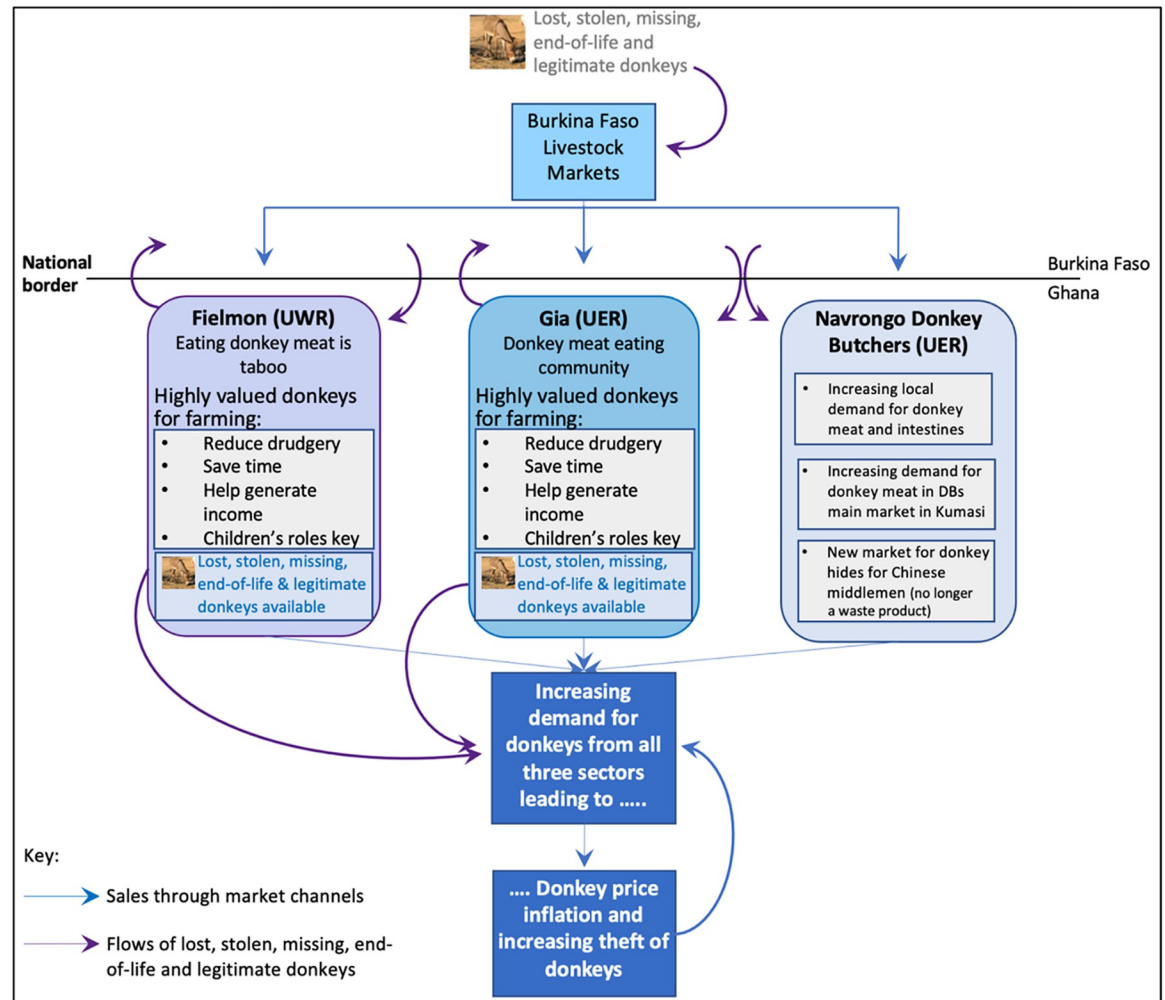 Lost, stolen, missing,
end-of-life and
legitimate donkeys
Burkina Faso
Livestock
Markets
National
border
Burkina Faso
Ghana
Fielmon (UWR)
Eating donkey meat is
taboo
Highly valued donkeys
for farming:
• Reduce drudgery
• Save time
• Help generate
income
• Children’s roles key
Lost, stolen, missing,
end-of-life & legitimate
donkeys available
Gia (UER)
Donkey meat eating
community
Highly valued donkeys
for farming:
• Reduce drudgery
• Save time
• Help generate
income
• Children’s roles key
Lost, stolen, missing,
end-of-life & legitimate
donkeys available
Navrongo Donkey
Butchers (UER)
• Increasing local
demand for donkey
meat and intestines
• Increasing demand for
donkey meat in DBs
main market in Kumasi
• New market for donkey
hides for Chinese
middlemen (no longer
a waste product)
Increasing
demand for
donkeys from all
three sectors
leading to …..
…. Donkey price
inflation and
increasing theft of
donkeys
Key:
Sales through market channels
Flows of lost, stolen, missing, end-
of-life and legitimate donkeys